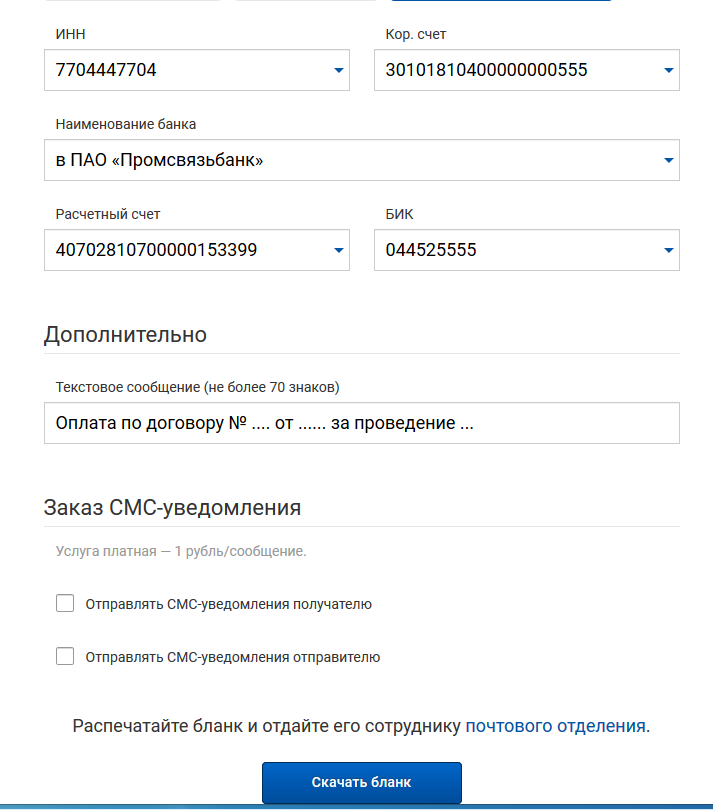 ИНН
Кор. счет
7704447704
30101810400000000555
Наименование банка
в ПАО «Промсвязьбанк»
Расчетный счет
БИК
40702810700000153399
044525555
Дополнительно
Текстовое сообщение (не более 70 знаков)
Оплата по договору № .... от ...... за проведение ...
Заказ СМС-уведомления
Услуга платная — 1 рубль/сообщение.
Отправлять СМС-уведомления получателю
Отправлять СМС-уведомления отправителю
Распечатайте бланк и отдайте его сотруднику почтового отделения.
Скачать бланк